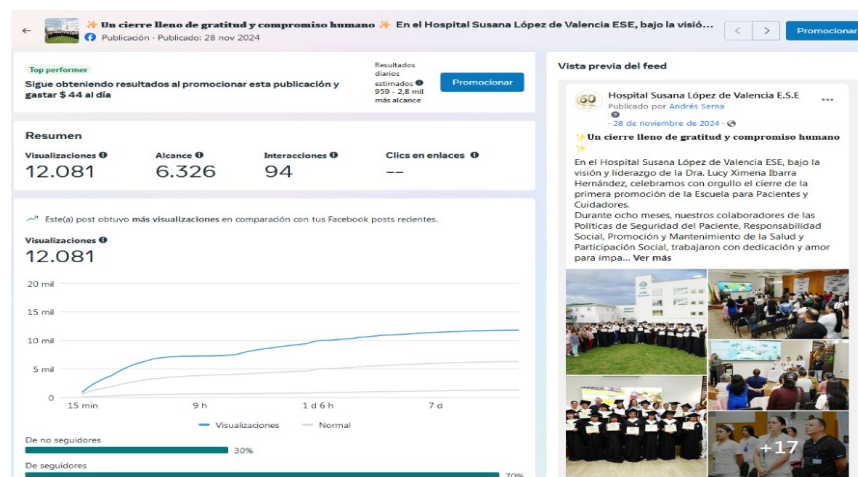 ✨ Un cierre lleno de gratitud y compromiso humano ✨ En el Hospital Susana López de Valencia ESE, bajo la visió...
Publicación · Publicado: 28 nov 2024
Promocionar
Top performer
Sigue obteniendo resultados al promocionar esta publicación y
gastar $ 44 al día
Resultados
diarios
estimados
959 - 2,8 mil
más alcance
Promocionar
Resumen
Visualizaciones
12.081
Alcance
6.326
Interacciones
94
Clics en enlaces
--
Este(a) post obtuvo más visualizaciones en comparación con tus Facebook posts recientes.
Visualizaciones
12.081
20 mil
15 mil
10 mil
5 mil
0
15 min
9 h
1 d 6 h
7 d
Visualizaciones
Normal
De no seguidores
30%
De seguidores
70%
Vista previa del feed
Hospital Susana López de Valencia E.S.E
Publicado por Andrés Serna
· 28 de noviembre de 2024 ·
✨Un cierre lleno de gratitud y compromiso humano
✨
En el Hospital Susana López de Valencia ESE, bajo la
visión y liderazgo de la Dra. Lucy Ximena Ibarra
Hernández, celebramos con orgullo el cierre de la
primera promoción de la Escuela para Pacientes y
Cuidadores.
Durante ocho meses, nuestros colaboradores de las
Políticas de Seguridad del Paciente, Responsabilidad
Social, Promoción y Mantenimiento de la Salud y
Participación Social, trabajaron con dedicación y amor
para impa... Ver más
+17